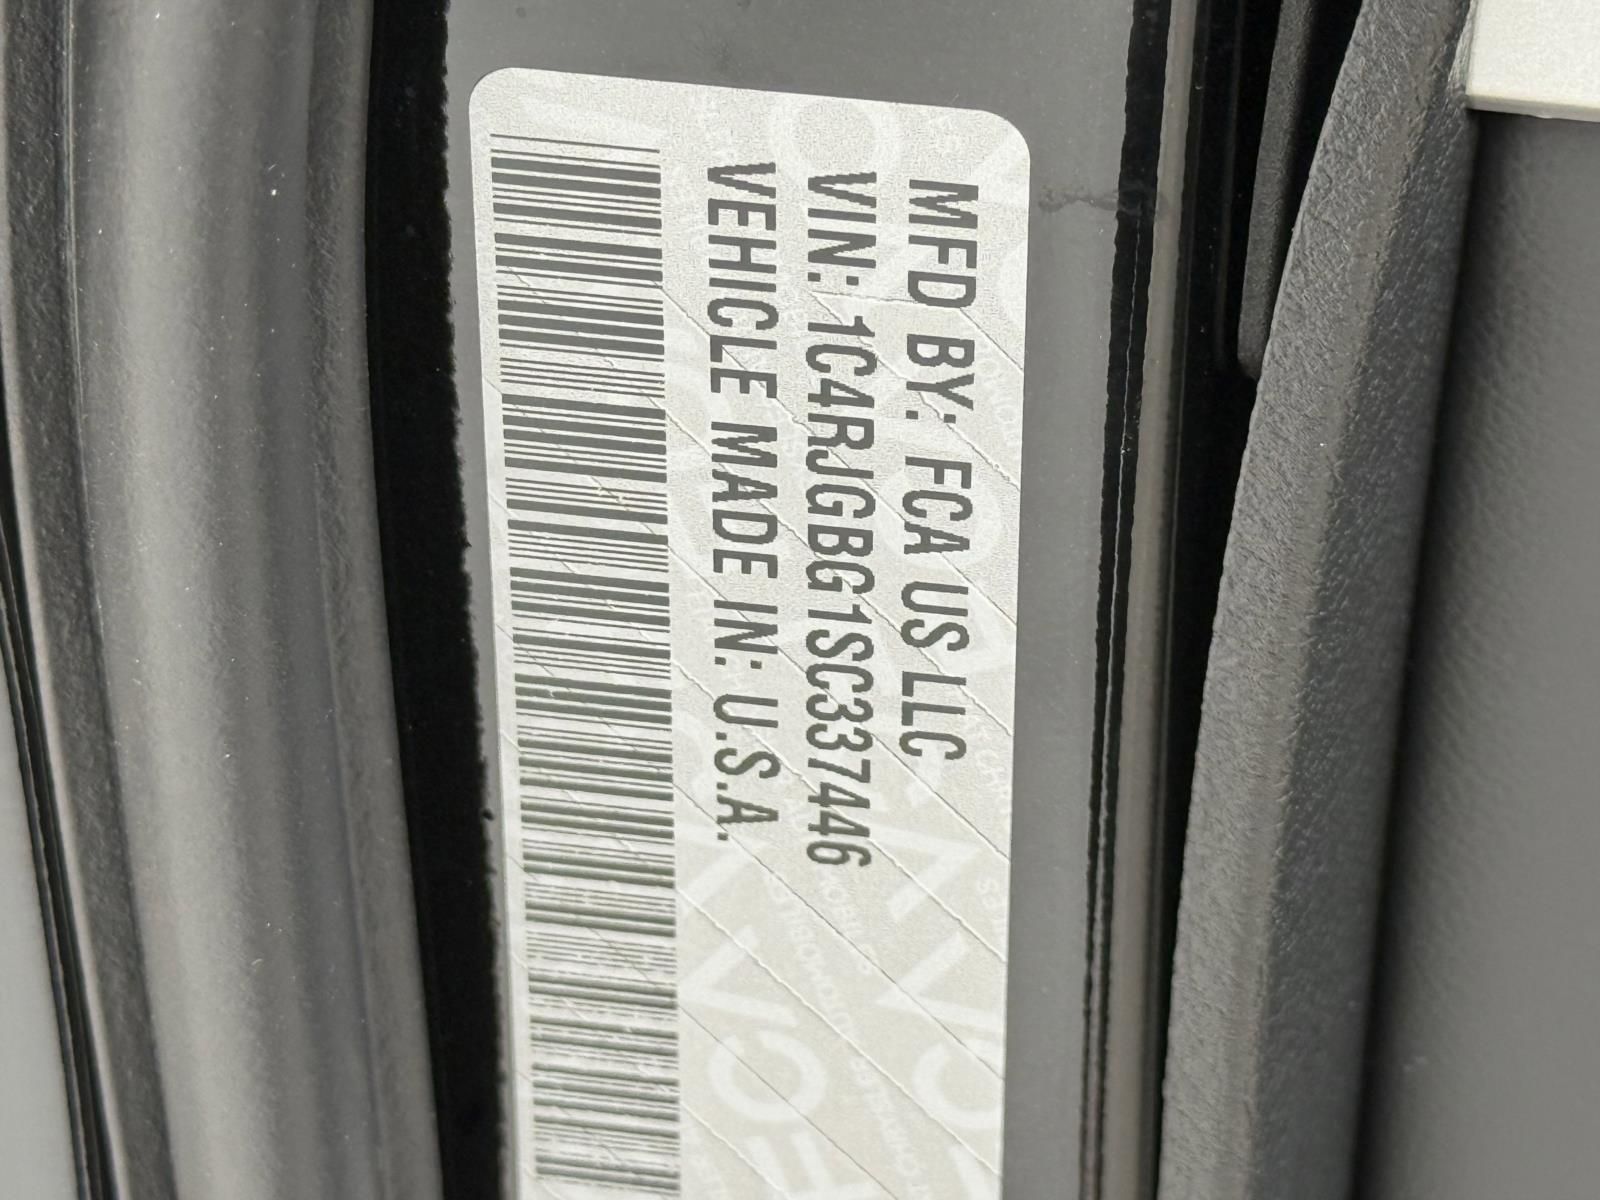 MFD BY: FCA US LLC
VIN: 1C4RJGBG1SC337446
VEHICLE MADE IN: U.S.A.